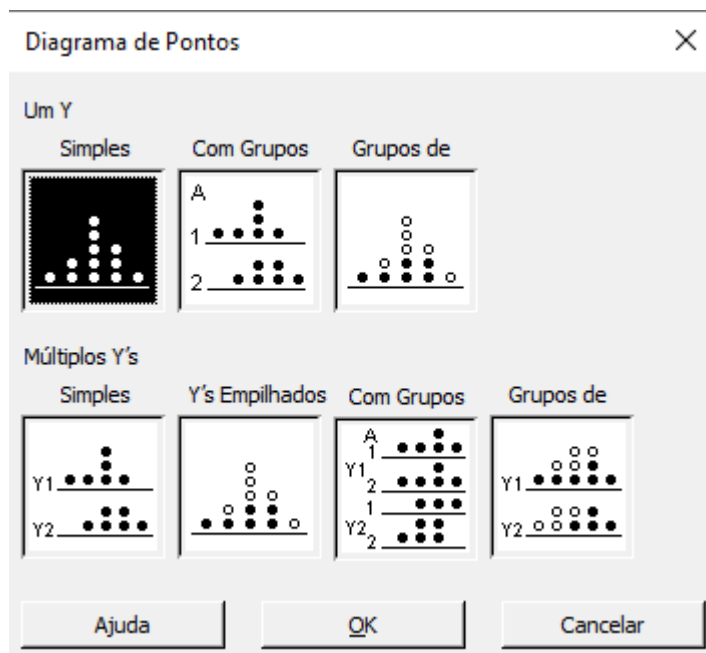 Diagrama de Pontos
Um Y
Simples Com Grupos Grupos de
A
1
2
Múltiplos Y's
Simples Y's Empilhados Com Grupos Grupos de
Y1
Y2
A
1
Y1
2
1
Y2
2
Y1
Y2
Ajuda OK Cancelar